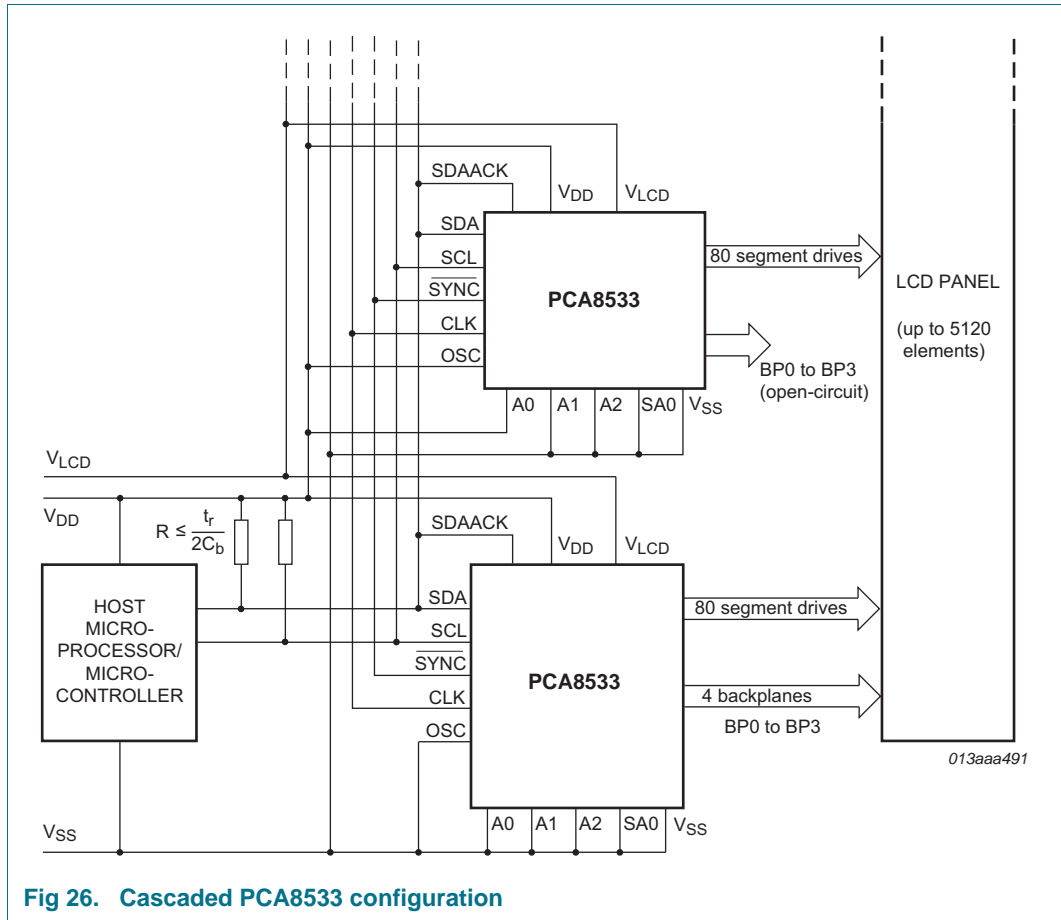 SDAACK
VDD
VLCD
SDA
SCL
SYNC
CLK
OSC
PCA8533
A0 A1 A2 SA0 VSS
80 segment drives
BP0 to BP3
(open-circuit)
LCD PANEL
(up to 5120
elements)
VLCD
VDD
R ≤ tr/2Cb
HOST
MICRO-
PROCESSOR/
MICRO-
CONTROLLER
VSS
SDAACK
VDD
VLCD
SDA
SCL
SYNC
CLK
OSC
PCA8533
A0 A1 A2 SA0 VSS
80 segment drives
4 backplanes
BP0 to BP3
013aaa491
Fig 26. Cascaded PCA8533 configuration